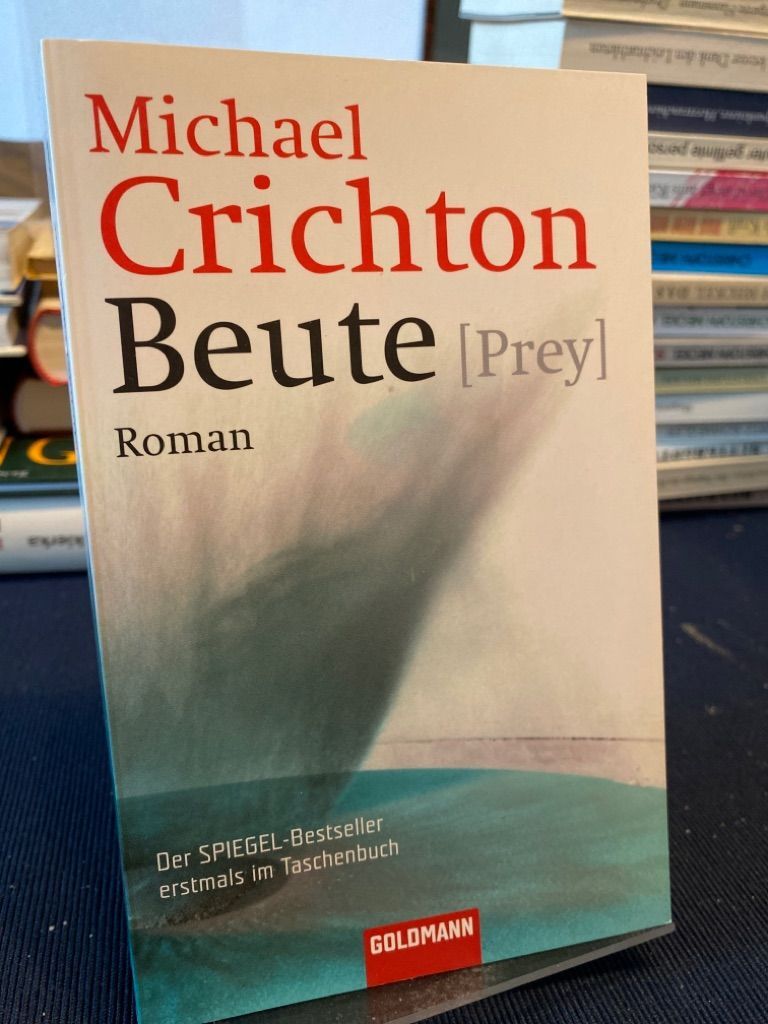 Michael
Crichton
Beute [Prey]
Roman
Der SPIEGEL-Bestseller
erstmals im Taschenbuch
GOLDMANN